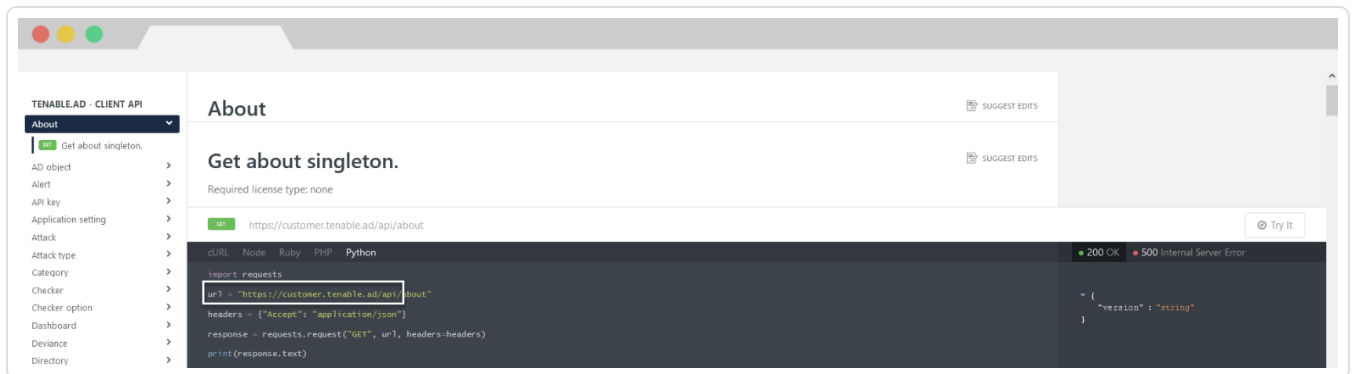 TENABLE.AD - CLIENT API
About
GET Get about singleton.
AD object
Alert
API key
Application setting
Attack
Attack type
Category
Checker
Checker option
Dashboard
Deviance
Directory
About
SUGGEST EDITS
Get about singleton.
SUGGEST EDITS
Required license type: none
GET https://customer.tenable.ad/api/about
Try It
cURL Node Ruby PHP Python
import requests
url = "https://customer.tenable.ad/api/about"
headers = {"Accept": "application/json"}
response = requests.request("GET", url, headers=headers)
print(response.text)
200 OK 500 Internal Server Error
{
"version" : "string"
}